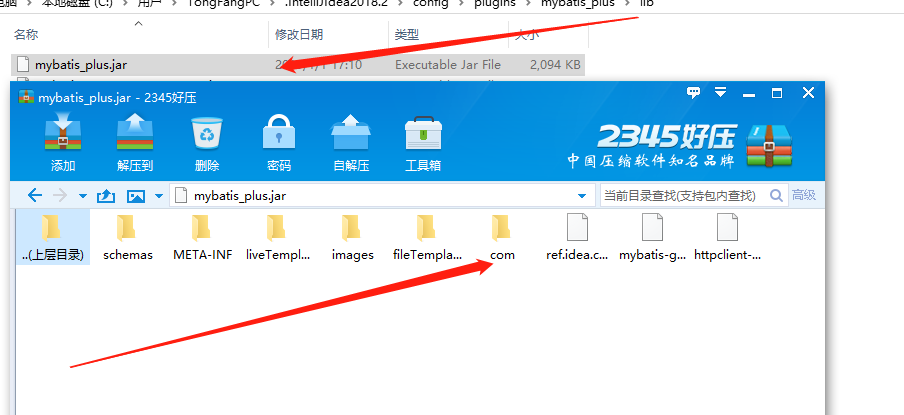 本地磁盘 (C:) > 用户 > TongFangPC > .IntelliJIdea2018.2 > config > plugins > mybatis_plus > lib
名称 修改日期 类型 大小
mybatis_plus.jar 17:10 Executable Jar File 2,094 KB
mybatis_plus.jar - 2345好压
添加 解压到 删除 密码 自解压 工具箱
2345好压
中国压缩软件知名品牌
mybatis_plus.jar 当前目录查找(支持包内查找) 高级
..(上层目录) schemas META-INF liveTempl... images fileTempla... com ref.idea.c... mybatis-g... httpclient-...